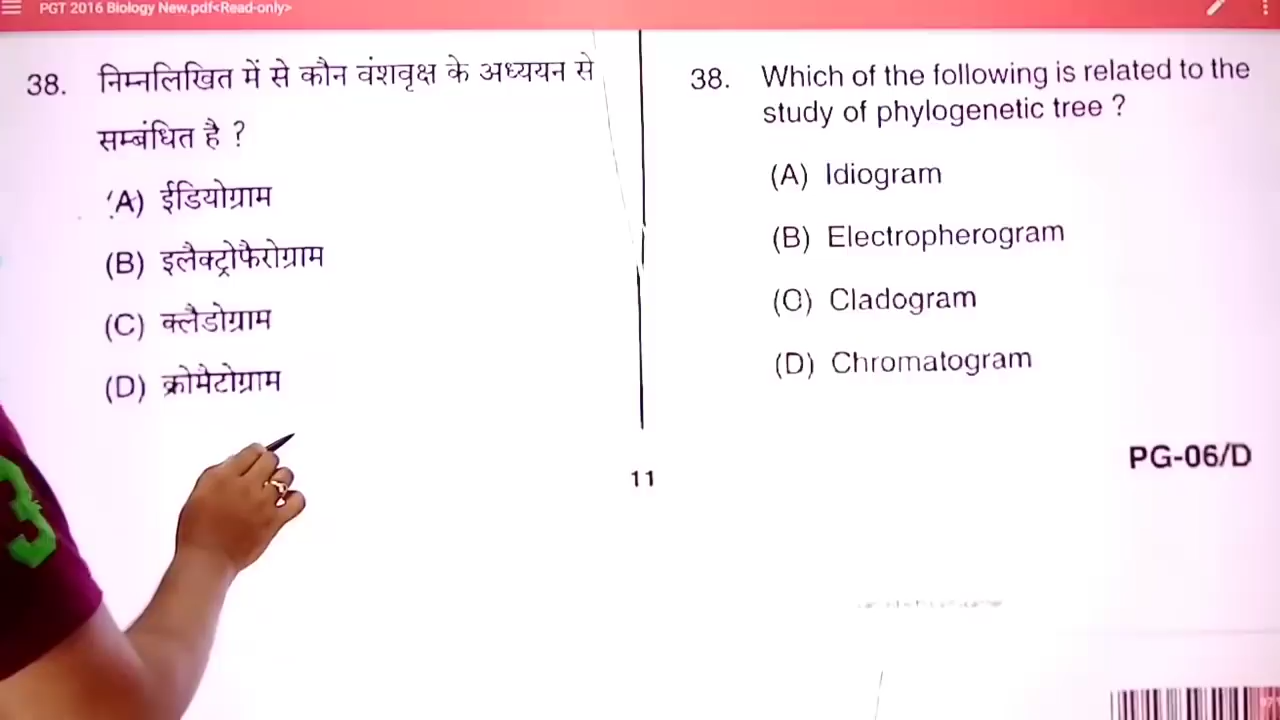 PGT 2016 Biology New.pdf<Read-only>
38. निम्नलिखित में से कौन वंशवृक्ष के अध्ययन से
सम्बंधित है ?
(A) ईडियोग्राम
(B) इलैक्ट्रोफैरोग्राम
(C) क्लैडोग्राम
(D) क्रोमैटोग्राम
38. Which of the following is related to the
study of phylogenetic tree ?
(A) Idiogram
(B) Electropherogram
(C) Cladogram
(D) Chromatogram
11
PG-06/D
3